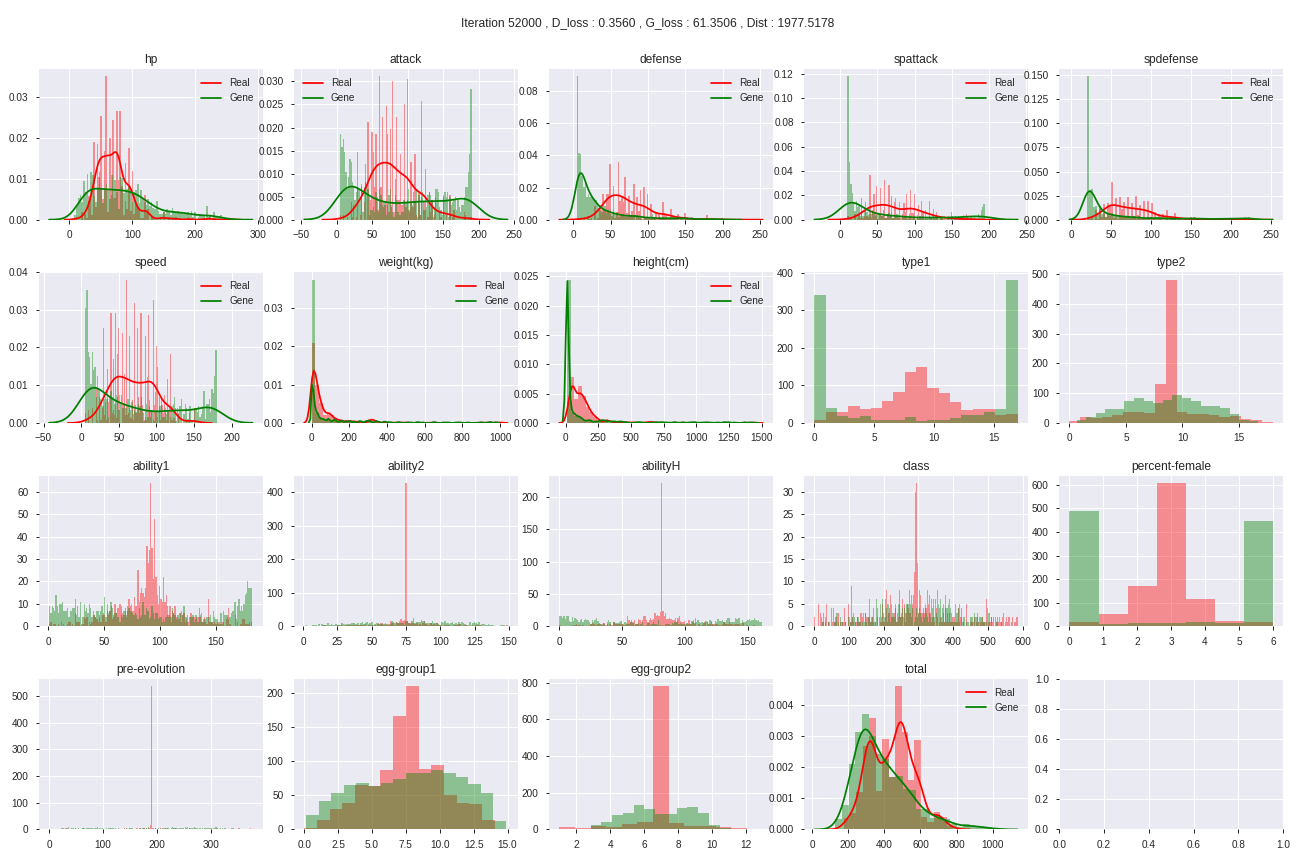 Iteration 52000 , D_loss : 0.3560 , G_loss : 61.3506 , Dist : 1977.5178
hp
attack
defense
spattack
spdefense
Real
Gene
Real
Gene
Real
Gene
Real
Gene
Real
Gene
0.03
0.02
0.01
0.00
0.030
0.025
0.020
0.015
0.010
0.005
0.000
0.08
0.06
0.04
0.02
0.00
0.12
0.10
0.08
0.06
0.04
0.02
0.00
0.150
0.125
0.100
0.075
0.050
0.025
0.000
0 100 200 300
−50 0 50 100 150 200 250
0 50 100 150 200 250
0 50 100 150 200 250
0 50 100 150 200 250
speed
weight(kg)
height(cm)
type1
type2
Real
Gene
Real
Gene
Real
Gene
0.04
0.03
0.02
0.01
0.00
0.03
0.02
0.01
0.00
0.025
0.020
0.015
0.010
0.005
0.000
400
300
200
100
0
500
400
300
200
100
0
−50 0 50 100 150 200
0 200 400 600 800 1000
0 250 500 750 1000 1250 1500
0 5 10 15
0 5 10 15
ability1
ability2
abilityH
class
percent-female
60
50
40
30
20
10
0
400
300
200
100
0
200
150
100
50
0
30
25
20
15
10
5
0
600
500
400
300
200
100
0
0 50 100 150
0 25 50 75 100 125 150
0 50 100 150
0 100 200 300 400 500 600
0 1 2 3 4 5 6
pre-evolution
egg-group1
egg-group2
total
Real
Gene
500
400
300
200
100
0
200
150
100
50
0
800
600
400
200
0
0.004
0.003
0.002
0.001
0.000
1.0
0.8
0.6
0.4
0.2
0.0
0 100 200 300
0.0 2.5 5.0 7.5 10.0 12.5 15.0
2 4 6 8 10 12
200 400 600 800 1000
0.0 0.2 0.4 0.6 0.8 1.0